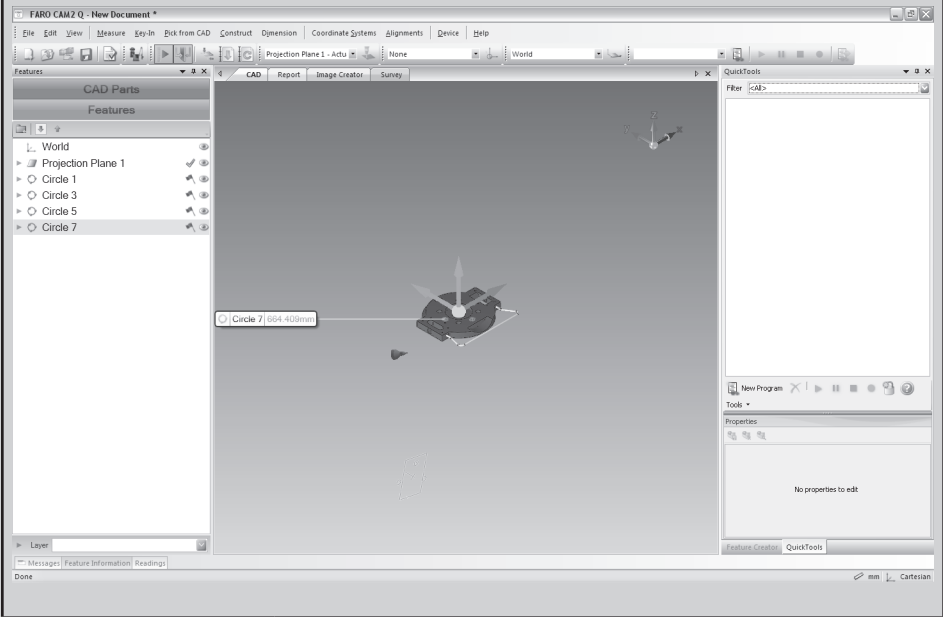 FARO CAM2 Q - New Document *
File Edit View Measure Key-In Pick from CAD Construct Dimension Coordinate Systems Alignments Device Help
Projection Plane 1 - Actu None World
Features CAD Report Image Creator Survey QuickTools
CAD Parts
Filter <All>
Features
World
Projection Plane 1
Circle 1
Circle 3
Circle 5
Circle 7
Z
X
Circle 7 664.409mm
New Program
Tools
Properties
No properties to edit
Layer
Feature Creator QuickTools
Messages Feature Information Readings
Done mm Cartesian